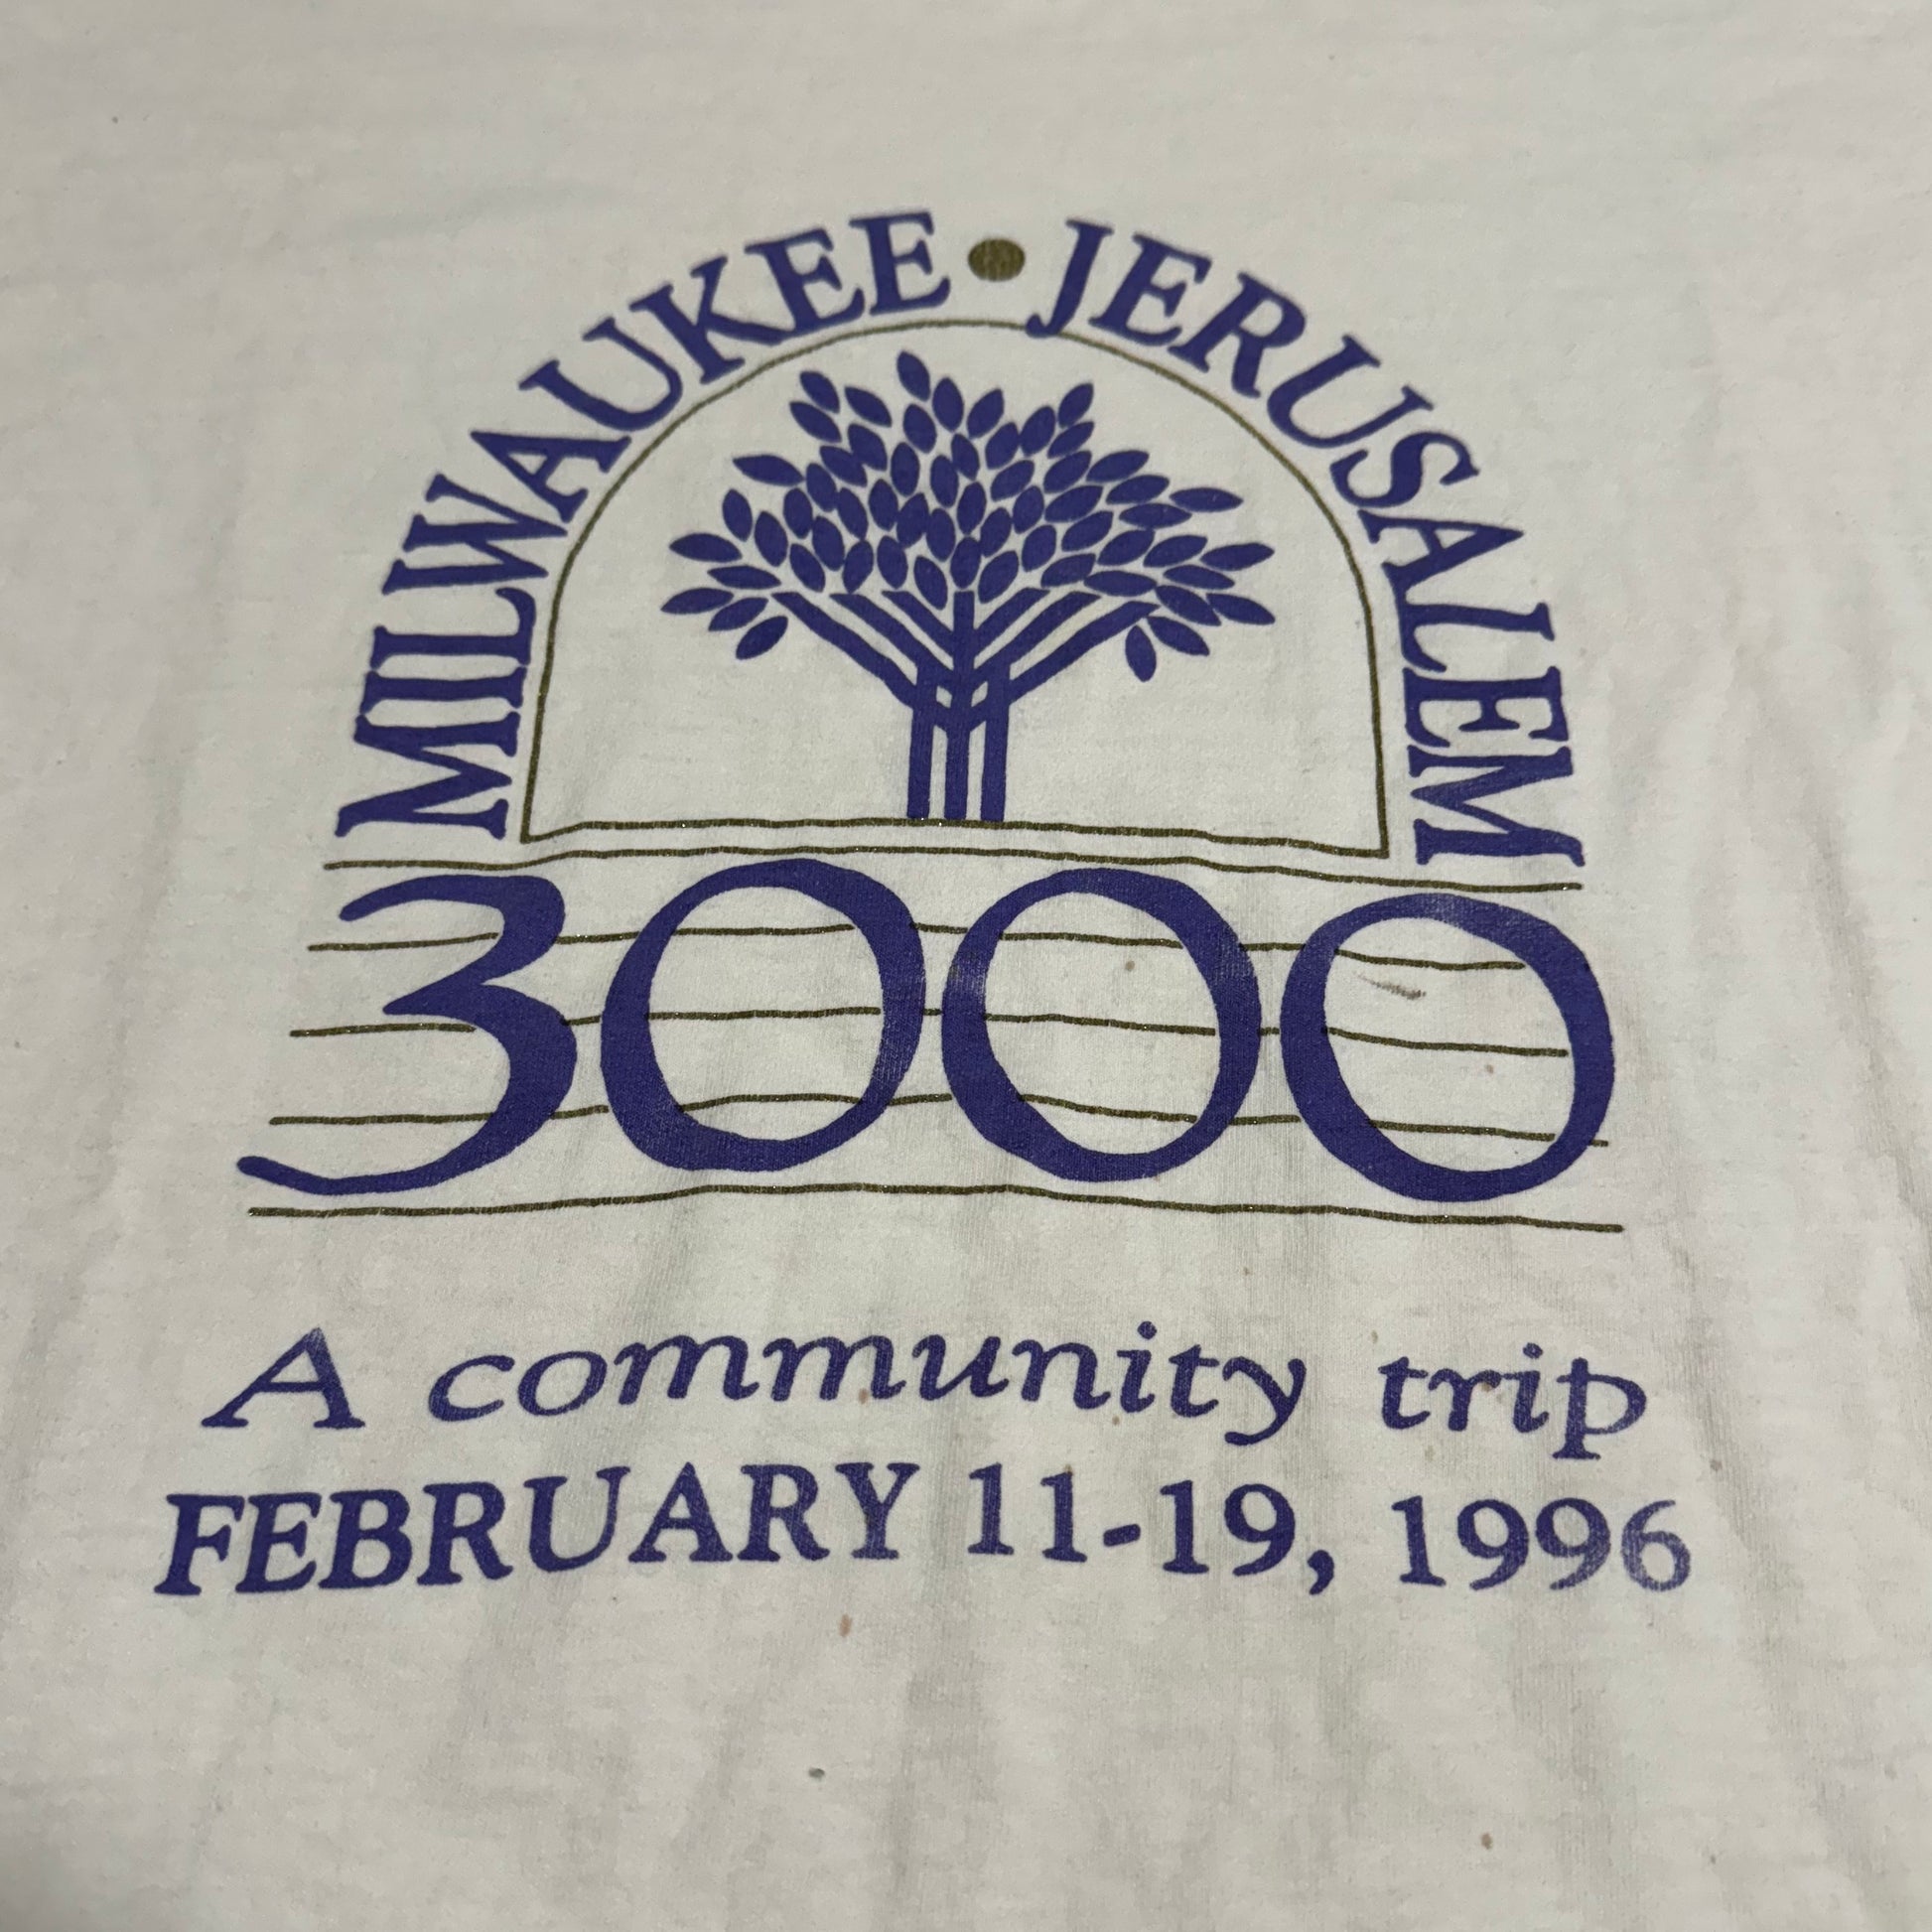 MILWAUKEE • JERUSALEM
3000
A community trip
FEBRUARY 11-19, 1996